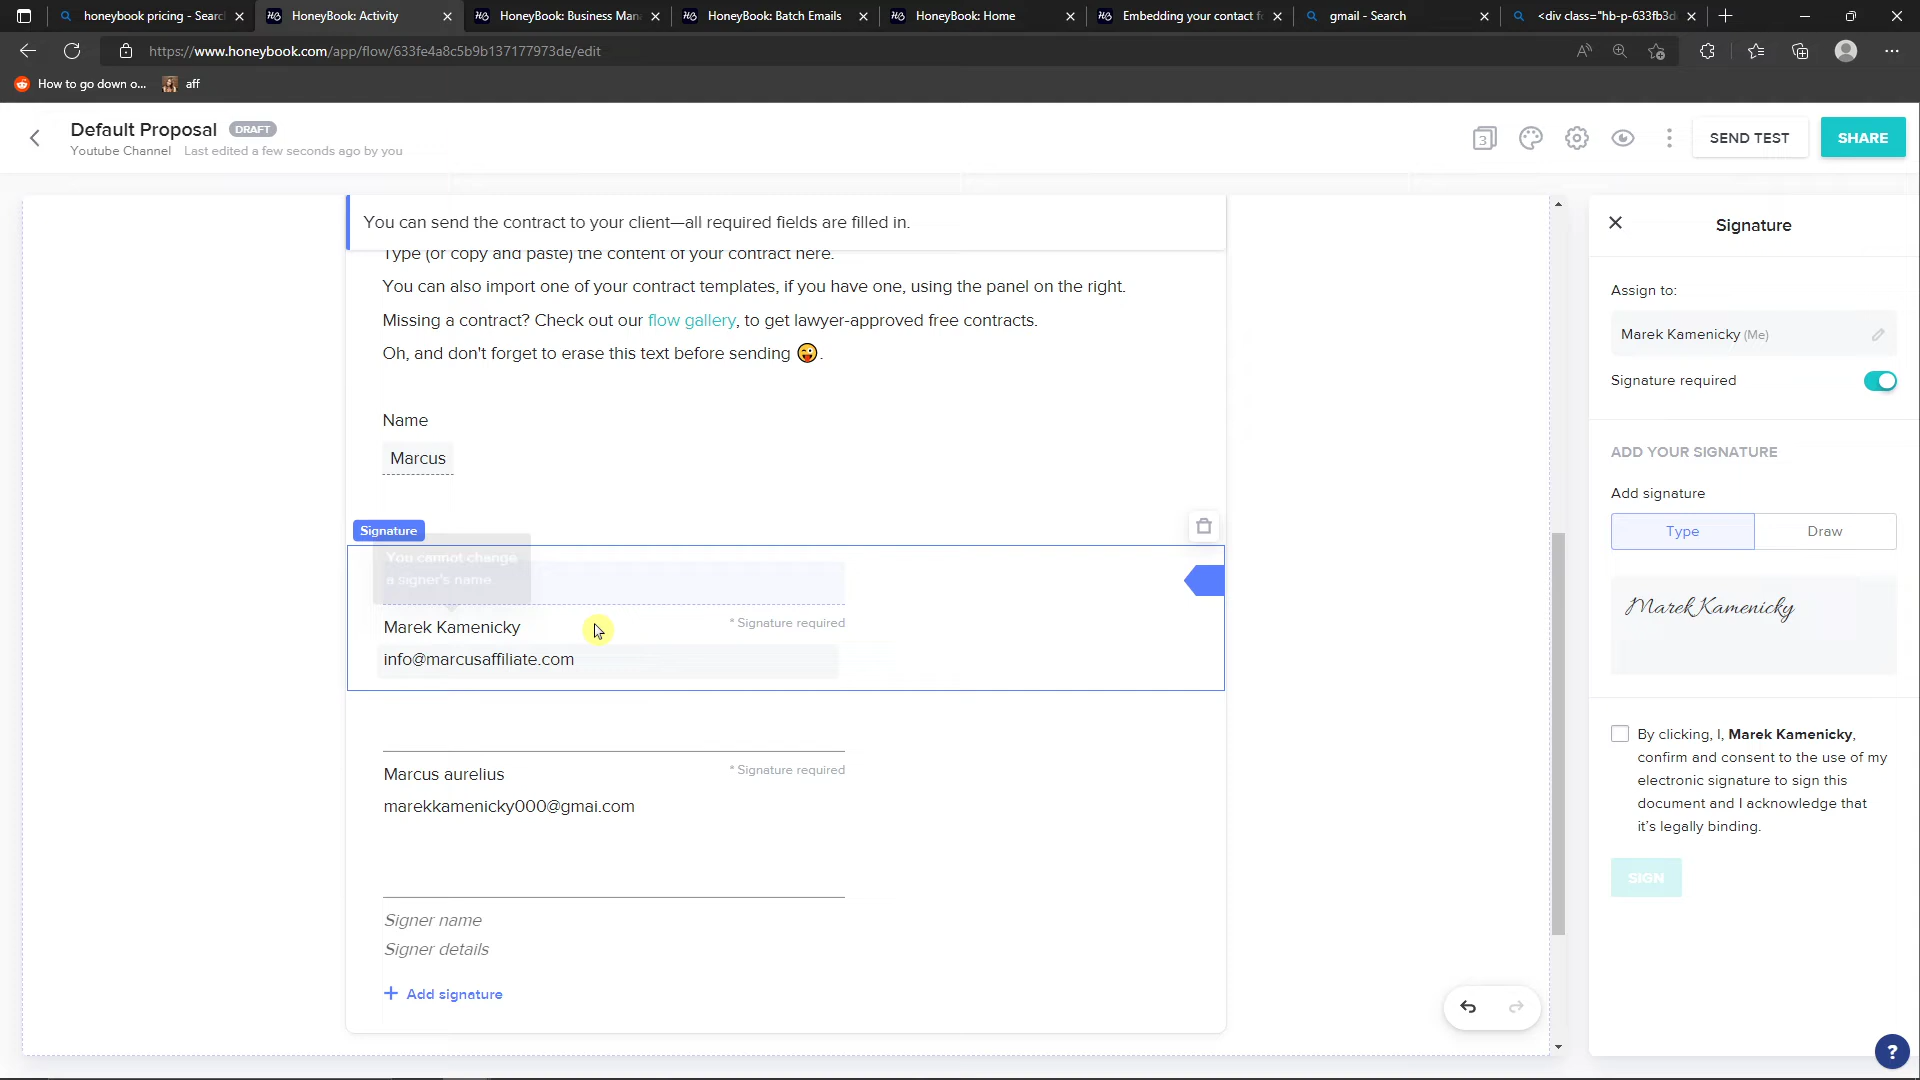 honeybook pricing - Searc
HoneyBook: Activity
HoneyBook: Business Man
HoneyBook: Batch Emails
HoneyBook: Home
Embedding your contact f
gmail - Search
<div class="hb-p-633fb3d
https://www.honeybook.com/app/flow/633fe4a8c5b9b137177973de/edit
How to go down o...
aff
Default Proposal
DRAFT
Youtube Channel
Last edited a few seconds ago by you
3
SEND TEST
SHARE
You can send the contract to your client—all required fields are filled in.
Type (or copy and paste) the content of your contract here.
You can also import one of your contract templates, if you have one, using the panel on the right.
Missing a contract? Check out our flow gallery, to get lawyer-approved free contracts.
Oh, and don't forget to erase this text before sending 😜.
Name
Marcus
Signature
You cannot change
a signer's name
Marek Kamenicky
* Signature required
info@marcusaffiliate.com
Marcus aurelius
* Signature required
marekkamenicky000@gmai.com
Signer name
Signer details
+ Add signature
Signature
Assign to:
Marek Kamenicky (Me)
Signature required
ADD YOUR SIGNATURE
Add signature
Type
Draw
Marek Kamenicky
By clicking, I, Marek Kamenicky,
confirm and consent to the use of my
electronic signature to sign this
document and I acknowledge that
it's legally binding.
SIGN
?